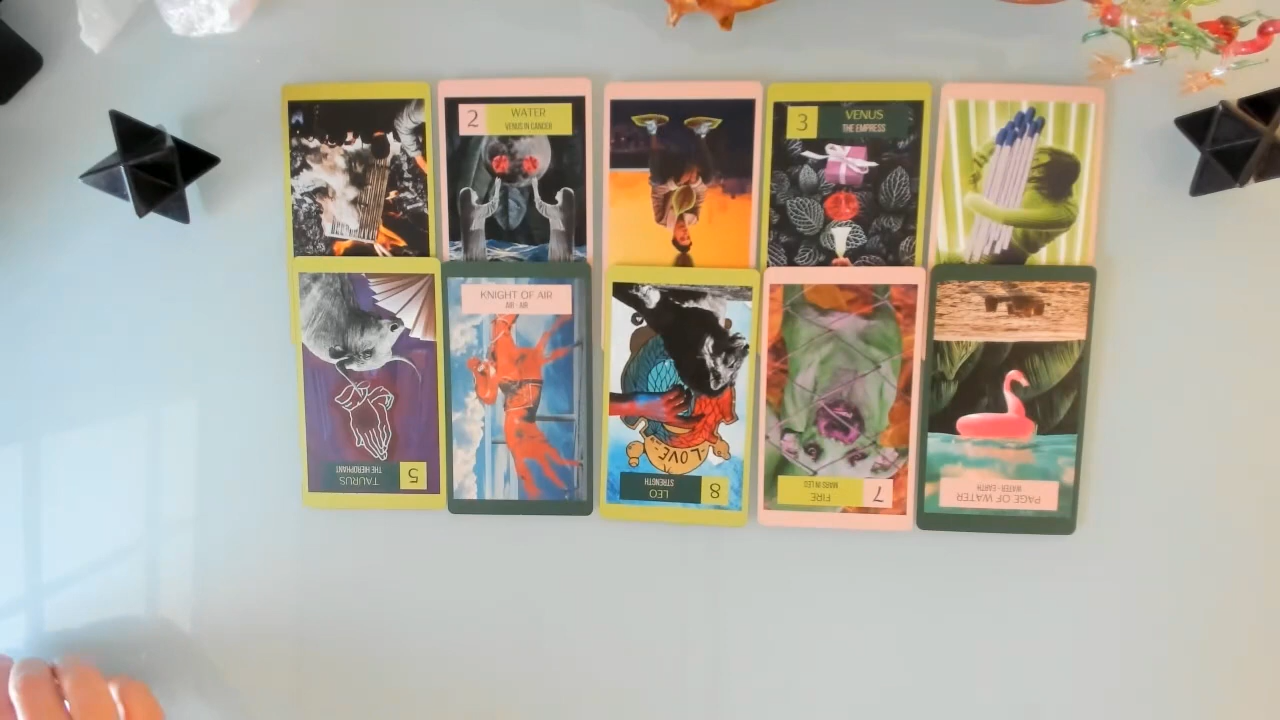 2 WATER
VENUS IN CANCER
3 VENUS
THE EMPRESS
5 TAURUS
THE HIEROPHANT
KNIGHT OF AIR
AIR - AIR
LOVE
8 LEO
STRENGTH
7 FIRE
MARS IN LEO
PAGE OF WATER
WATER - EARTH